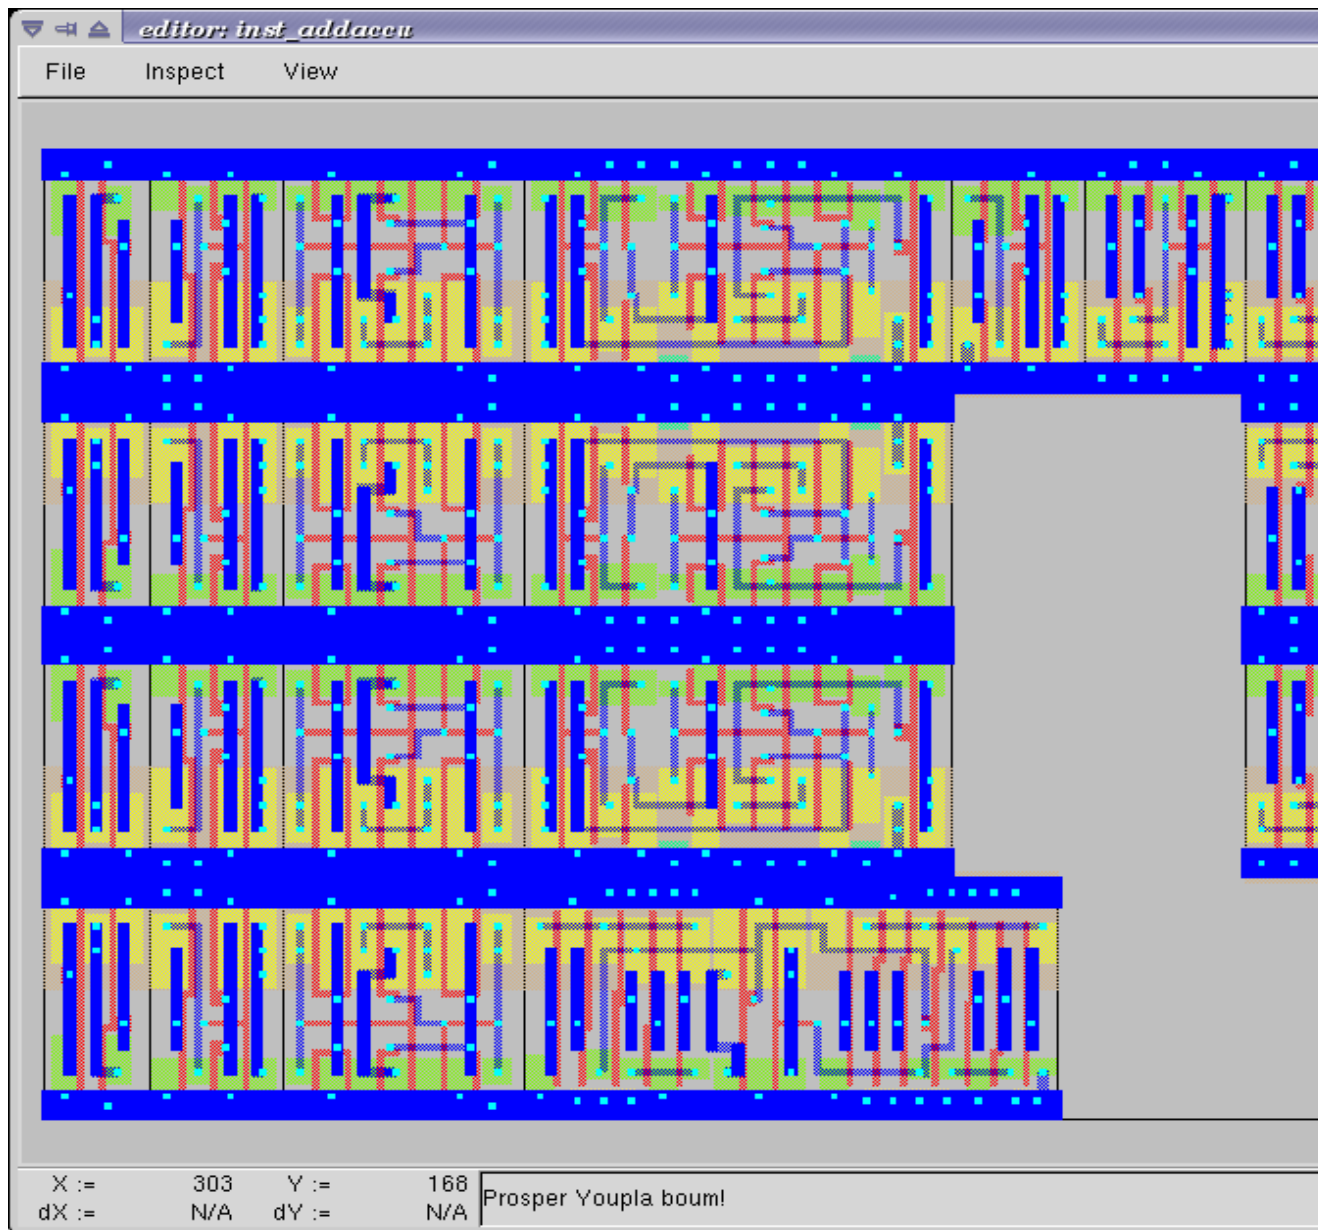 editor: inst_addaccu
File Inspect View
X := 303 Y := 168
dX := N/A dY := N/A
Prosper Youpla boum!